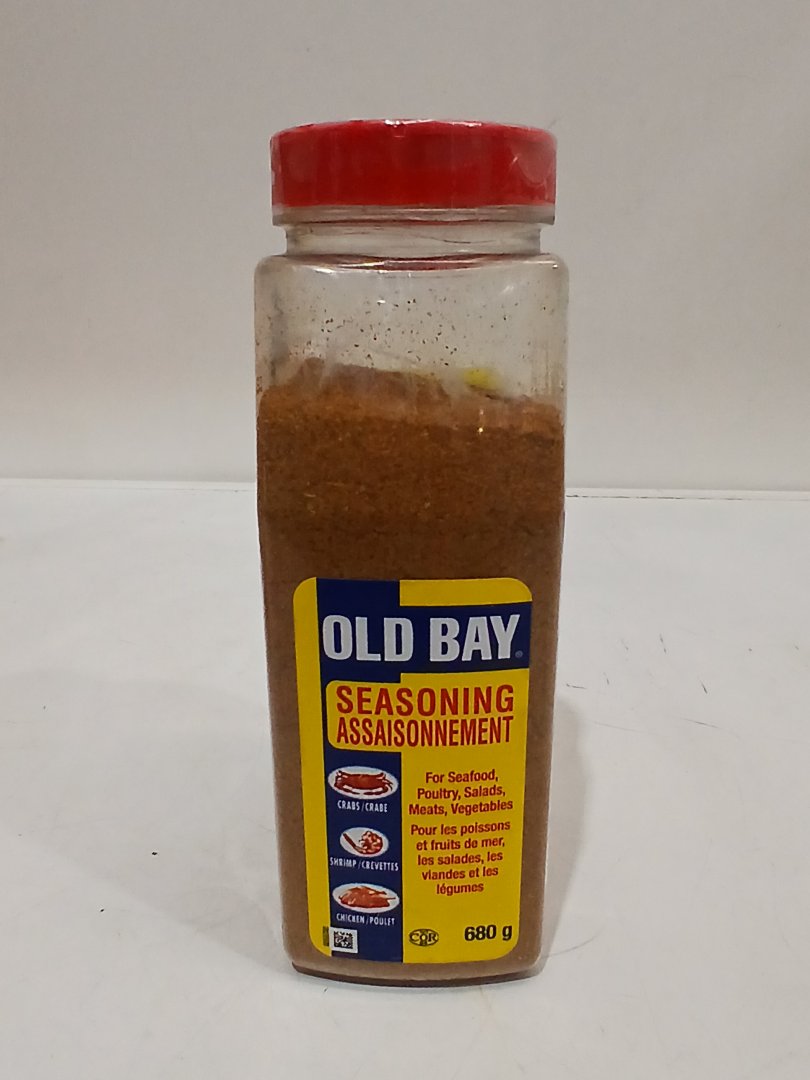 OLD BAY®
SEASONING
ASSAISONNEMENT
For Seafood,
Poultry, Salads,
Meats, Vegetables
Pour les poissons
et fruits de mer,
les salades, les
viandes et les
légumes
CRABS / CRABE
SHRIMP / CREVETTES
CHICKEN / POULET
COR
680 g